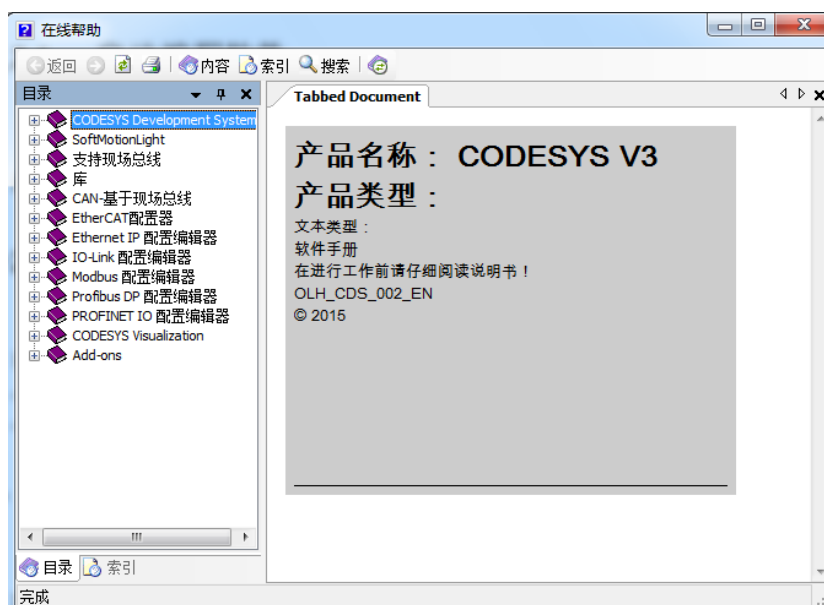 在线帮助
返回 内容 索引 搜索
目录
CODESYS Development System
SoftMotionLight
支持现场总线
库
CAN-基于现场总线
EtherCAT配置器
Ethernet IP 配置编辑器
IO-Link 配置编辑器
Modbus 配置编辑器
Profibus DP 配置编辑器
PROFINET IO 配置编辑器
CODESYS Visualization
Add-ons
目录 索引
Tabbed Document
产品名称： CODESYS V3
产品类型：
文本类型：
软件手册
在进行工作前请仔细阅读说明书！
OLH_CDS_002_EN
© 2015
完成